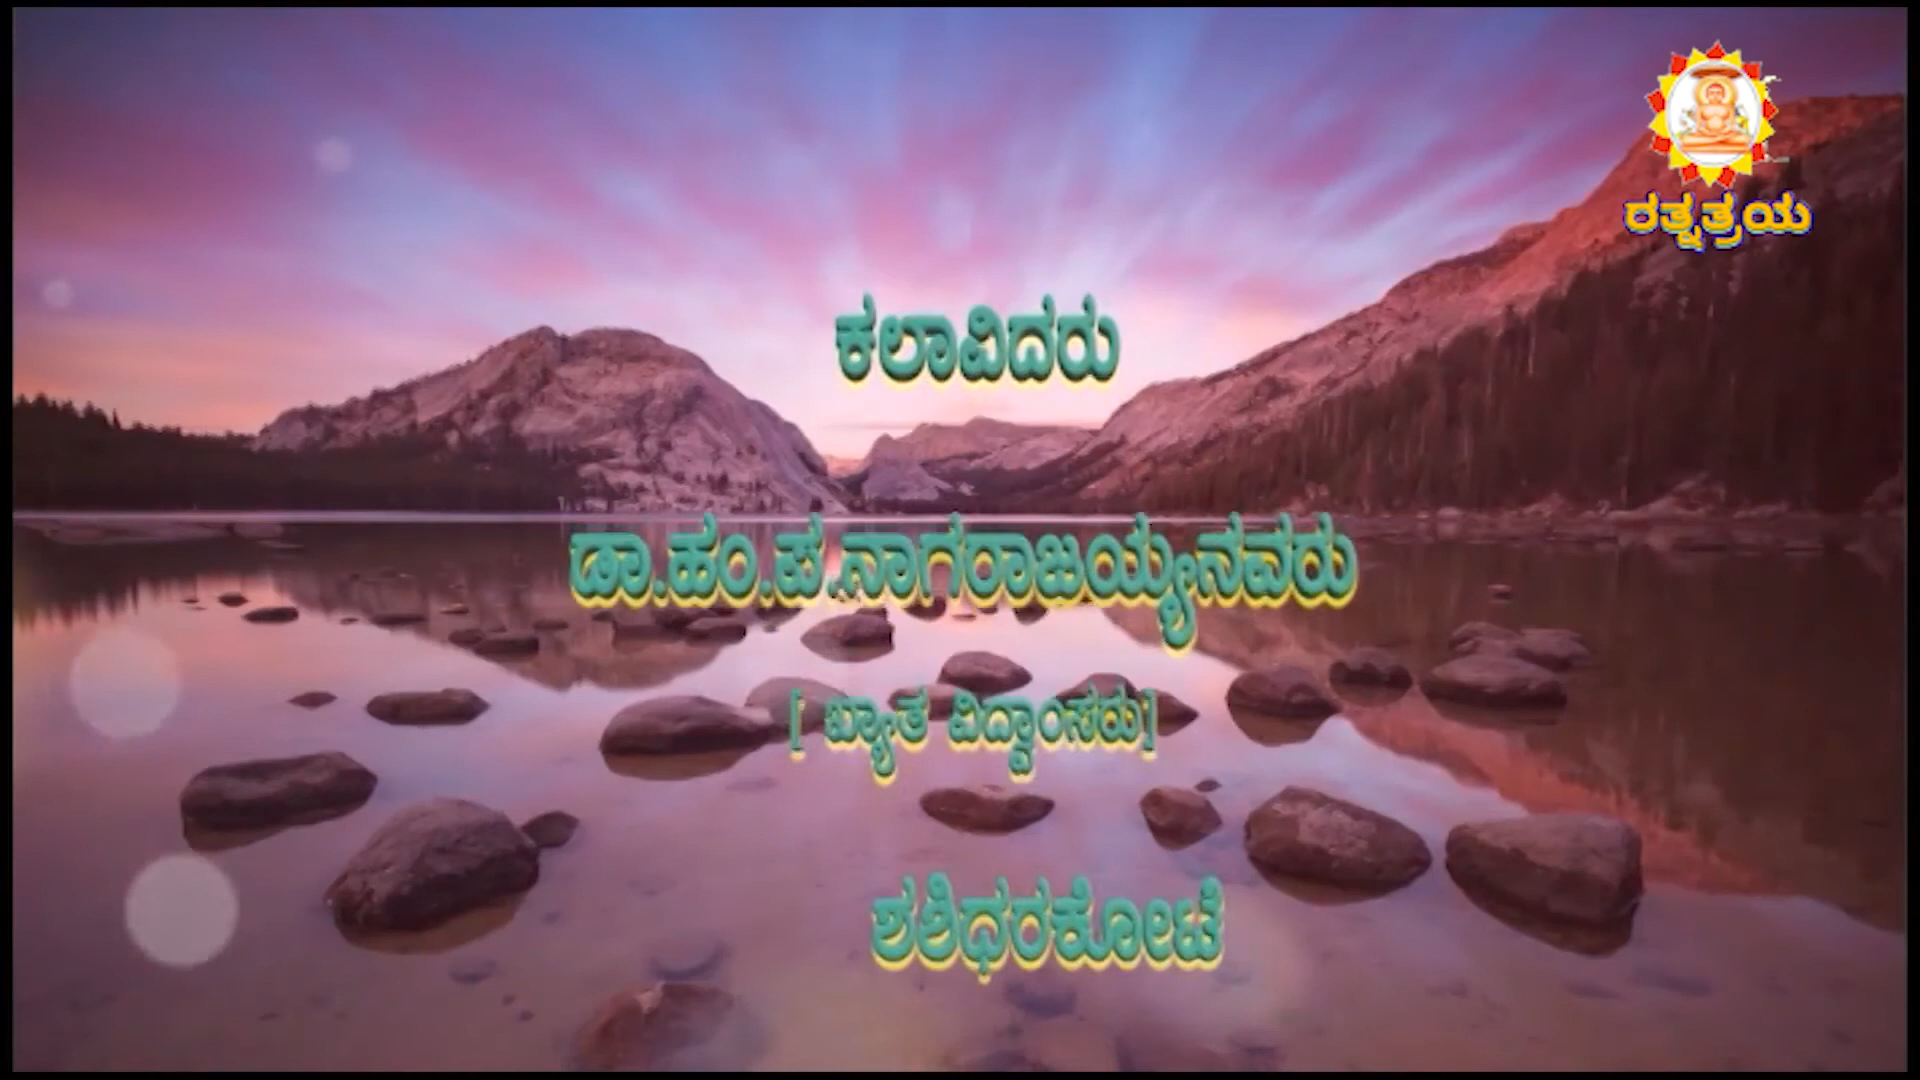 ರತ್ನತ್ರಯ
ಕಲಾವಿದರು
ಡಾ.ಹಂ.ಪ.ನಾಗರಾಜಯ್ಯನವರು
[ ಖ್ಯಾತ ವಿದ್ವಾಂಸರು]
ಶಶಿಧರಕೋಟೆ